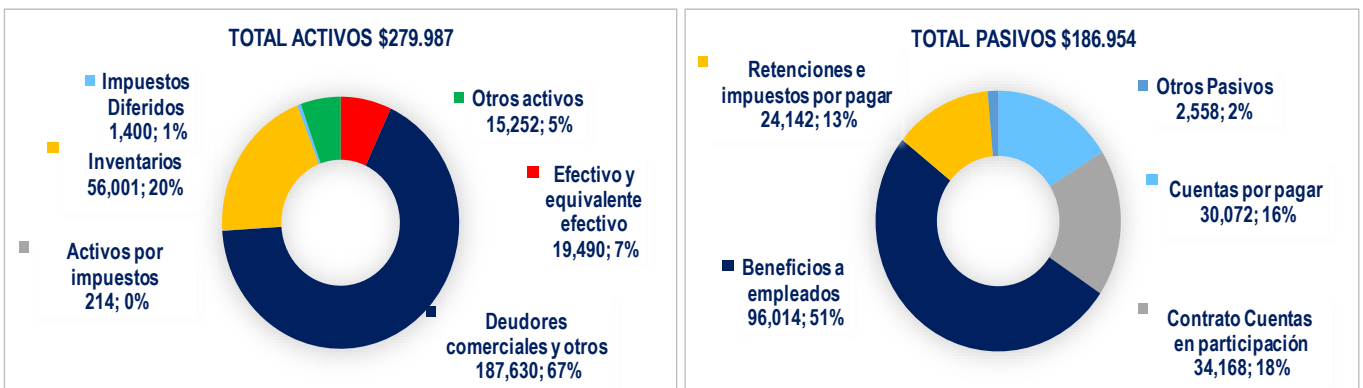 TOTAL ACTIVOS $279.987
Impuestos
Diferidos
1,400; 1%
Otros activos
15,252; 5%
Inventarios
56,001; 20%
Efectivo y
equivalente
efectivo
19,490; 7%
Activos por
impuestos
214; 0%
Deudores
comerciales y otros
187,630; 67%
TOTAL PASIVOS $186.954
Retenciones e
impuestos por pagar
24,142; 13%
Otros Pasivos
2,558; 2%
Cuentas por pagar
30,072; 16%
Beneficios a
empleados
96,014; 51%
Contrato Cuentas
en participación
34,168; 18%